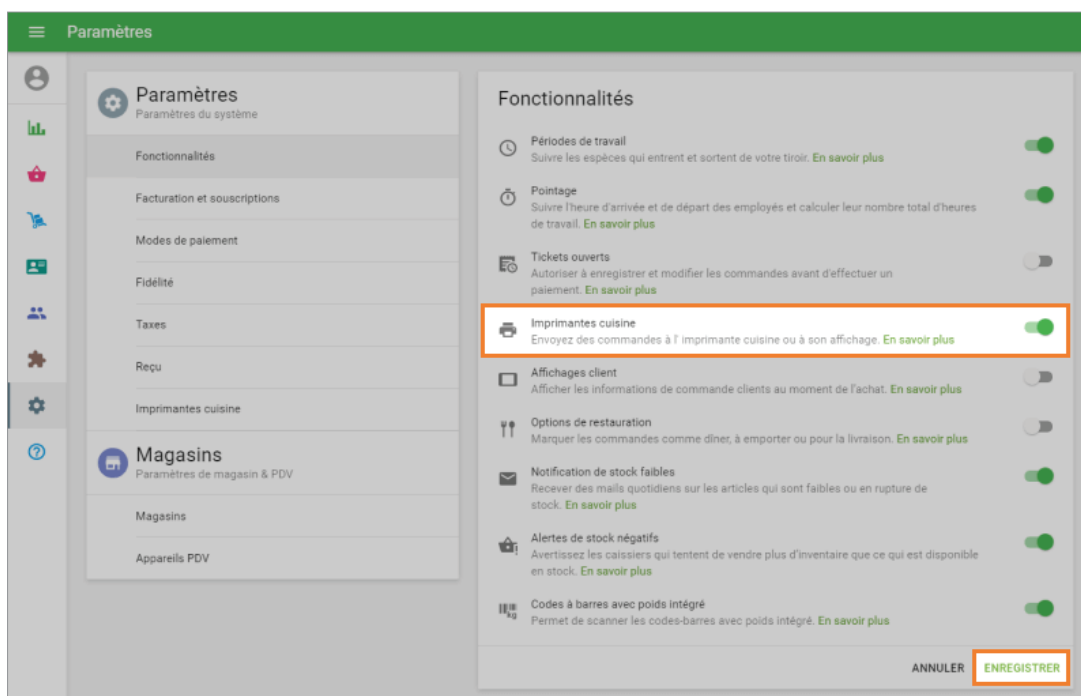 Paramètres
Paramètres
Paramètres du système
Fonctionnalités
Facturation et souscriptions
Modes de paiement
Fidélité
Taxes
Reçu
Imprimantes cuisine
Magasins
Paramètres de magasin & PDV
Magasins
Appareils PDV
Fonctionnalités
Périodes de travail
Suivre les espèces qui entrent et sortent de votre tiroir. En savoir plus
Pointage
Suivre l'heure d'arrivée et de départ des employés et calculer leur nombre total d'heures
de travail. En savoir plus
Tickets ouverts
Autoriser à enregistrer et modifier les commandes avant d'effectuer un
paiement. En savoir plus
Imprimantes cuisine
Envoyez des commandes à l' imprimante cuisine ou à son affichage. En savoir plus
Affichages client
Afficher les informations de commande clients au moment de l'achat. En savoir plus
Options de restauration
Marquer les commandes comme dîner, à emporter ou pour la livraison. En savoir plus
Notification de stock faibles
Recever des mails quotidiens sur les articles qui sont faibles ou en rupture de
stock. En savoir plus
Alertes de stock négatifs
Avertissez les caissiers qui tentent de vendre plus d'inventaire que ce qui est disponible
en stock. En savoir plus
kg
Codes à barres avec poids intégré
Permet de scanner les codes-barres avec poids intégré. En savoir plus
ANNULER ENREGISTRER